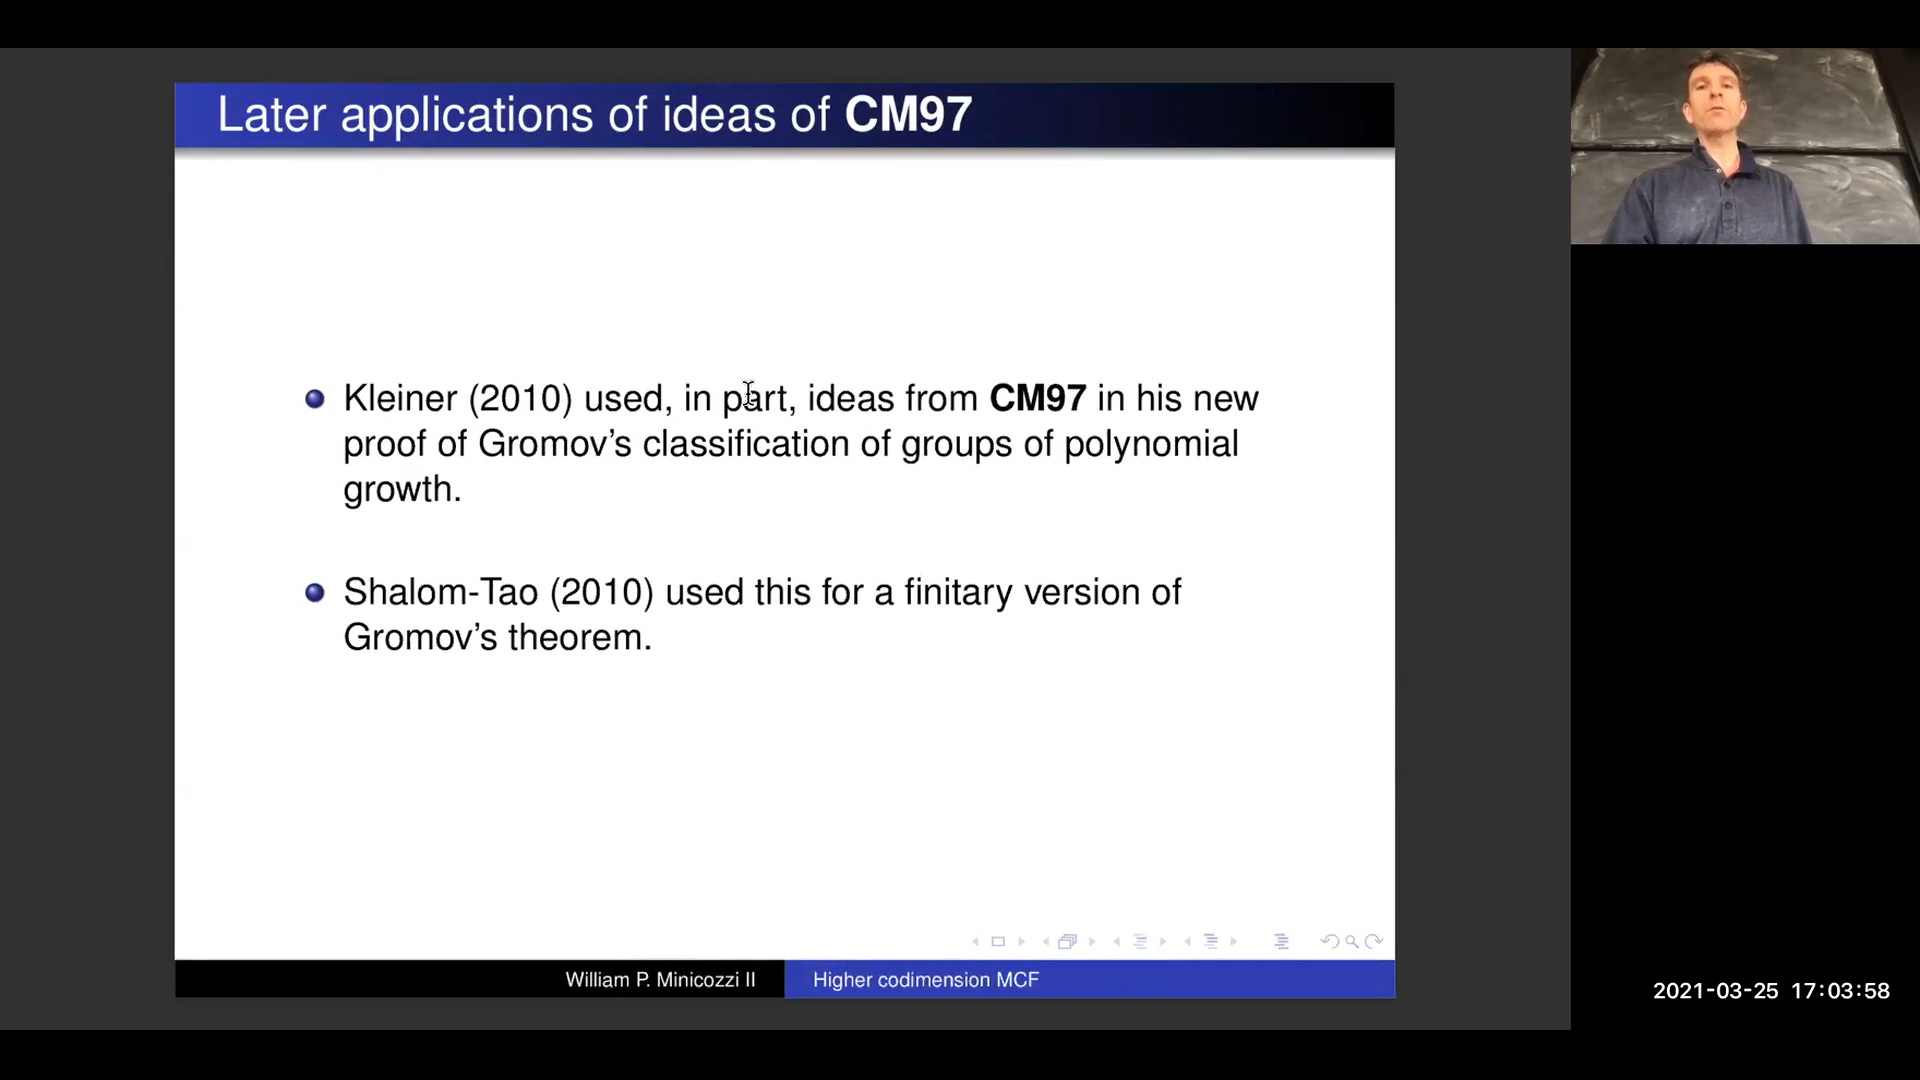 Later applications of ideas of CM97
Kleiner (2010) used, in part, ideas from CM97 in his new
proof of Gromov's classification of groups of polynomial
growth.
Shalom-Tao (2010) used this for a finitary version of
Gromov's theorem.
William P. Minicozzi II
Higher codimension MCF
2021-03-25 17:03:58